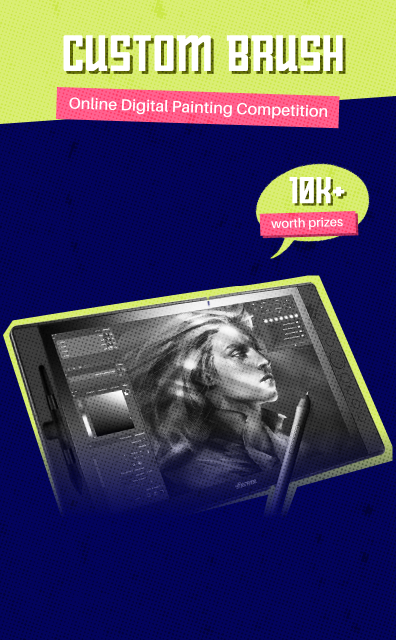 CUSTOM BRUSH
Online Digital Painting Competition
10K+
worth prizes